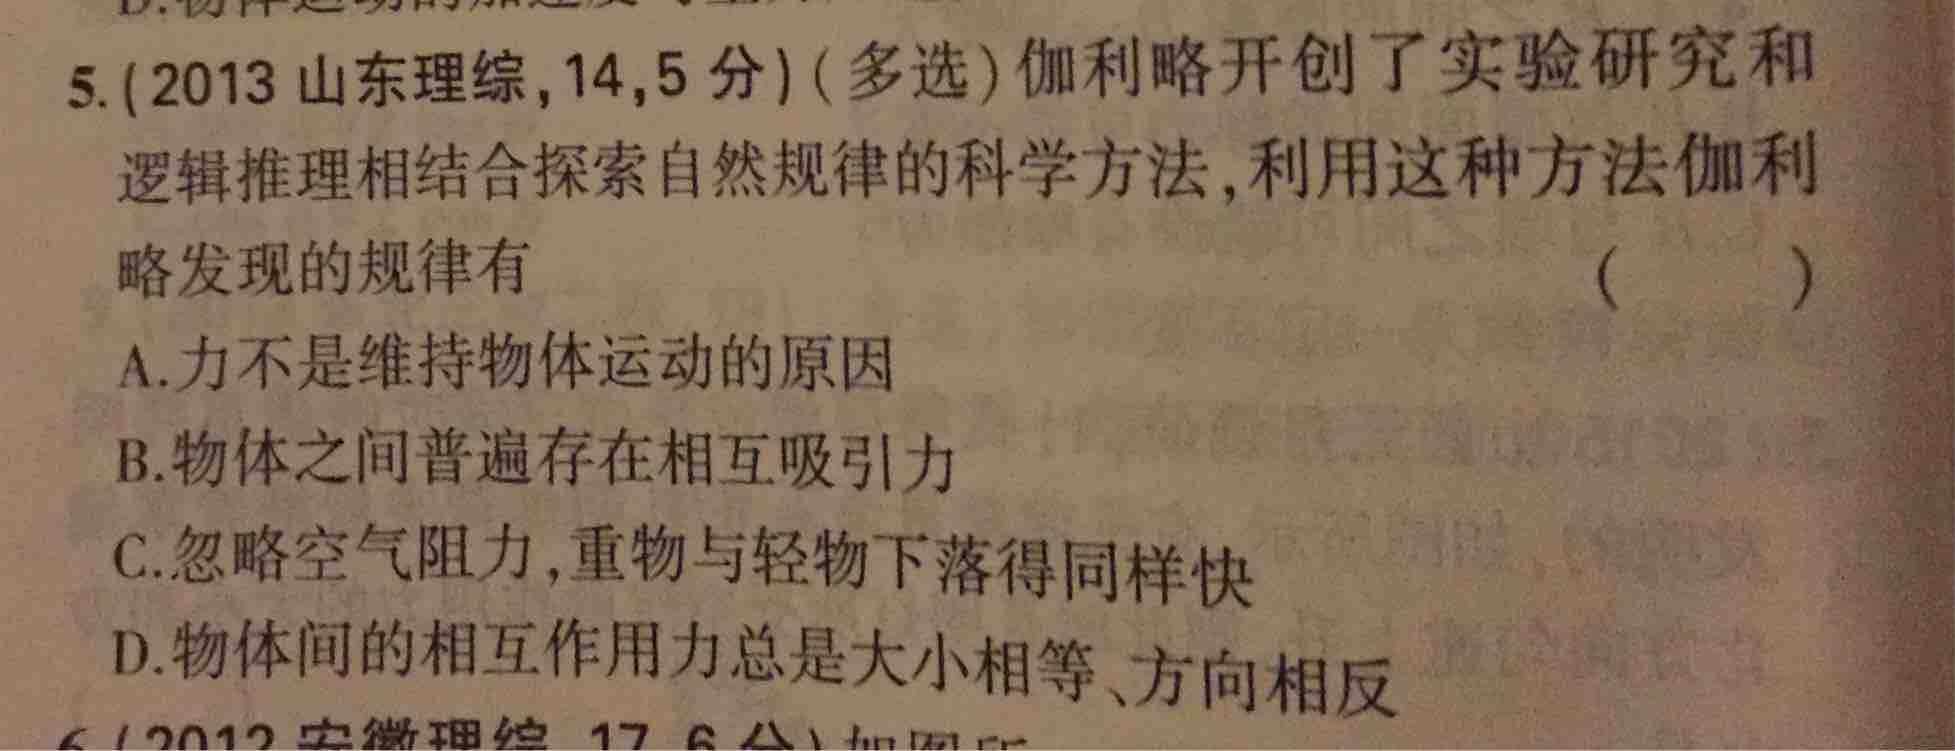 5.(2013 山东理综,14,5 分)(多选)伽利略开创了实验研究和
逻辑推理相结合探索自然规律的科学方法,利用这种方法伽利
略发现的规律有 ( )
A.力不是维持物体运动的原因
B.物体之间普遍存在相互吸引力
C.忽略空气阻力,重物与轻物下落得同样快
D.物体间的相互作用力总是大小相等、方向相反
6.(2012 安徽理综,17,6 分)如图所